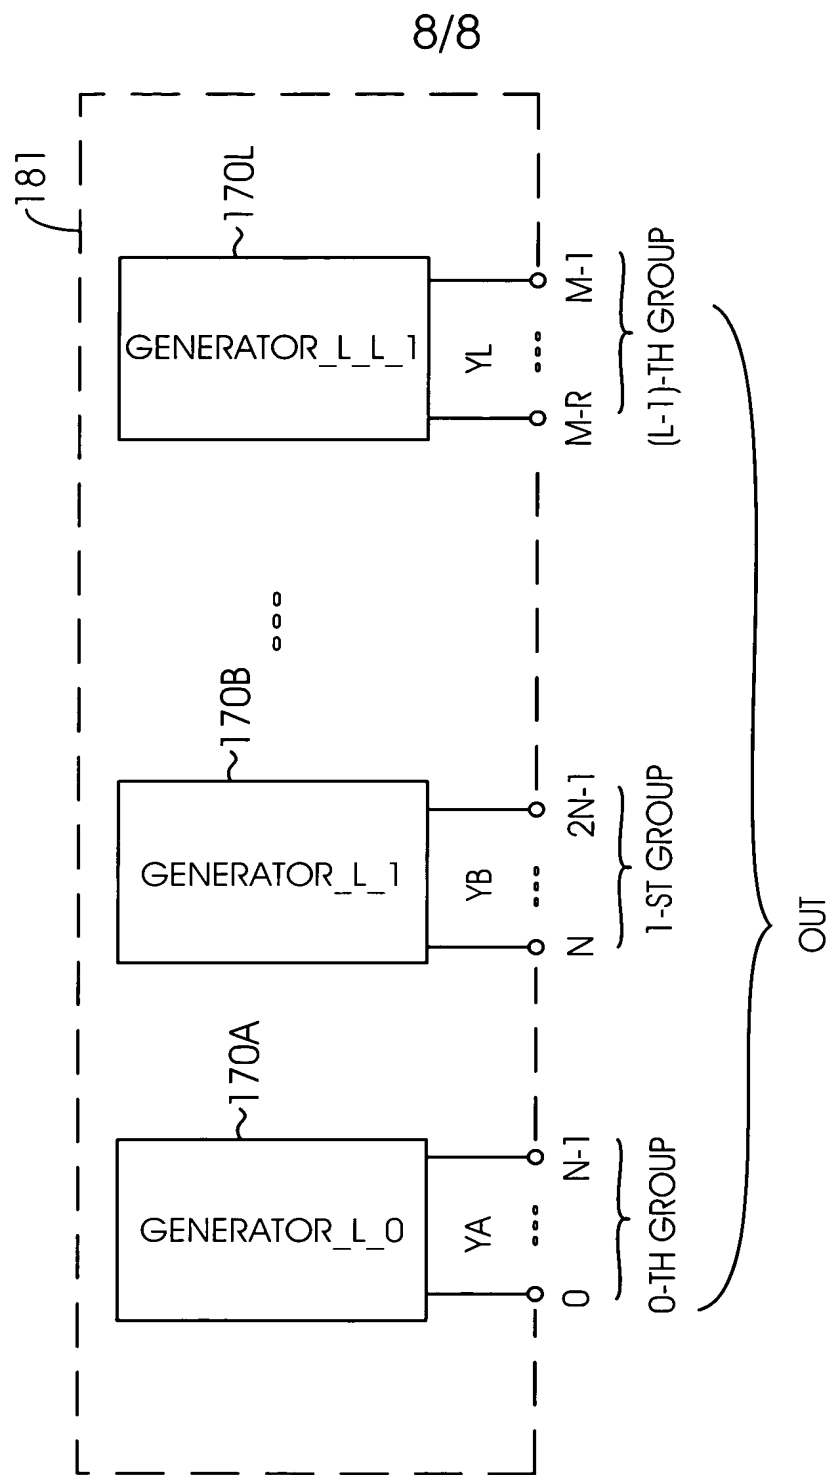 8/8
181
170A
170B
170L
GENERATOR_L_0
GENERATOR_L_1
GENERATOR_L_L_1
YA
YB
YL
0
N-1
N
2N-1
M-R
M-1
0-TH GROUP
1-ST GROUP
(L-1)-TH GROUP
OUT